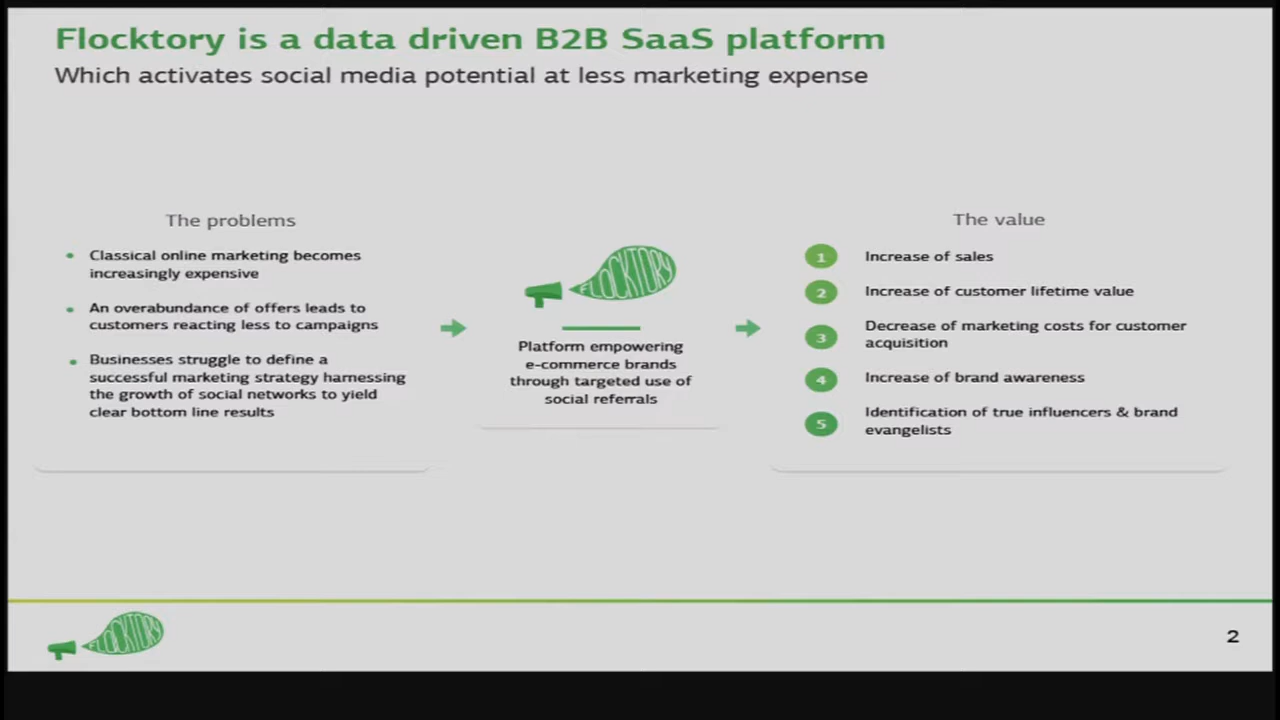 Flocktory is a data driven B2B SaaS platform
Which activates social media potential at less marketing expense
The problems
• Classical online marketing becomes
increasingly expensive
• An overabundance of offers leads to
customers reacting less to campaigns
• Businesses struggle to define a
successful marketing strategy harnessing
the growth of social networks to yield
clear bottom line results
FLOCKTORY
Platform empowering
e-commerce brands
through targeted use of
social referrals
The value
1 Increase of sales
2 Increase of customer lifetime value
3 Decrease of marketing costs for customer
acquisition
4 Increase of brand awareness
5 Identification of true influencers & brand
evangelists
FLOCKTORY
2